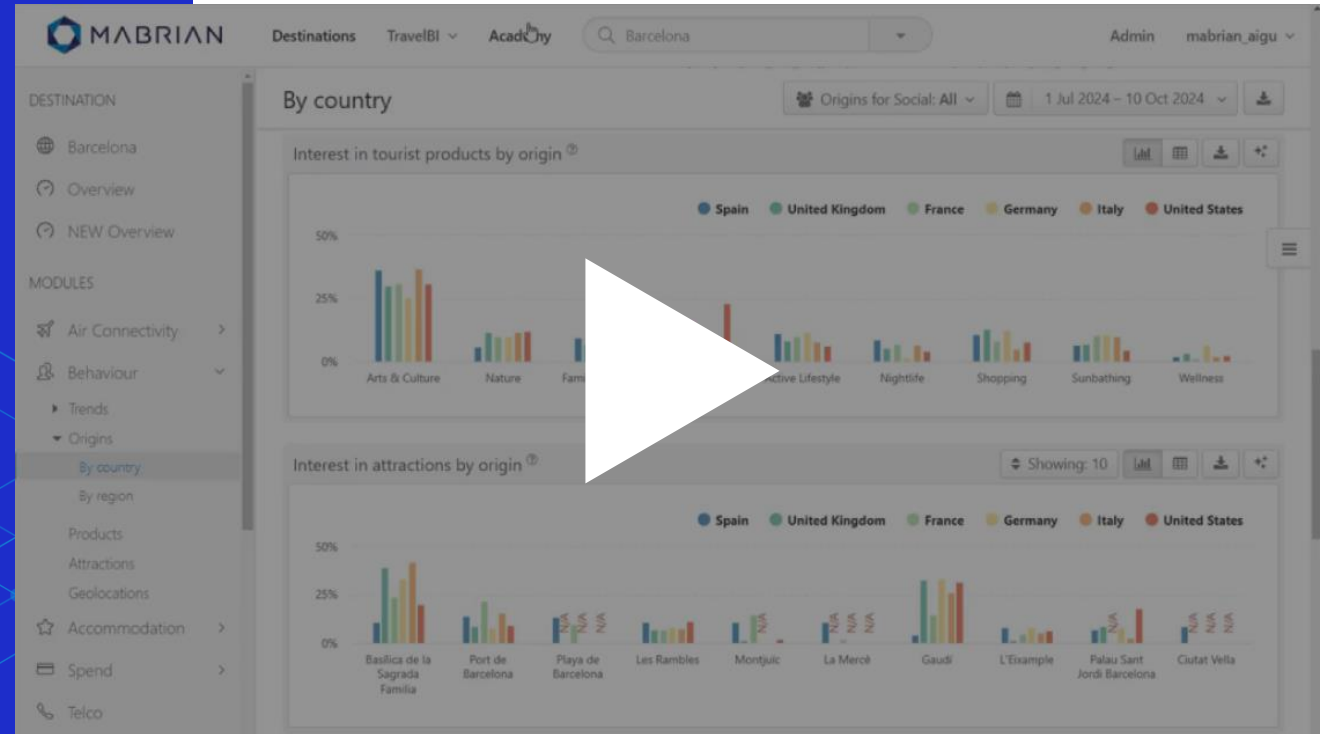 MABRIAN
Destinations TravelBI Academy Barcelona Admin mabrian_aigu
DESTINATION
Barcelona
Overview
NEW Overview
MODULES
Air Connectivity
Behaviour
Trends
Origins
By country
By region
Products
Attractions
Geolocations
Accommodation
Spend
Telco
By country
Origins for Social: All 1 Jul 2024 – 10 Oct 2024
Interest in tourist products by origin
Spain United Kingdom France Germany Italy United States
50%
25%
0%
Arts & Culture Nature Active Lifestyle Nightlife Shopping Sunbathing Wellness
Interest in attractions by origin
Showing: 10
Spain United Kingdom France Germany Italy United States
50%
25%
N/A N/A N/A N/A N/A N/A N/A N/A N/A N/A N/A
0%
Basílica de la Sagrada Familia
Port de Barcelona
Playa de Barcelona
Les Rambles
Montjuïc
La Mercè
Gaudí
L'Eixample
Palau Sant Jordi Barcelona
Ciutat Vella